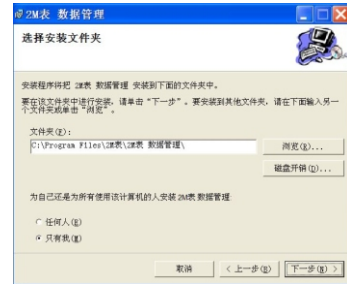 2M表 数据管理
选择安装文件夹
安装程序将把 2M表 数据管理 安装到下面的文件夹中。
要在该文件夹中进行安装，请单击“下一步”。要安装到其他文件夹，请在下面输入另一
个文件夹或单击“浏览”。
文件夹(F):
C:\Program Files\2M表\2M表 数据管理\
浏览(R)...
磁盘开销(D)...
为自己还是为所有使用该计算机的人安装 2M表 数据管理
任何人(E)
只有我(M)
取消
< 上一步(B)
下一步(N) >